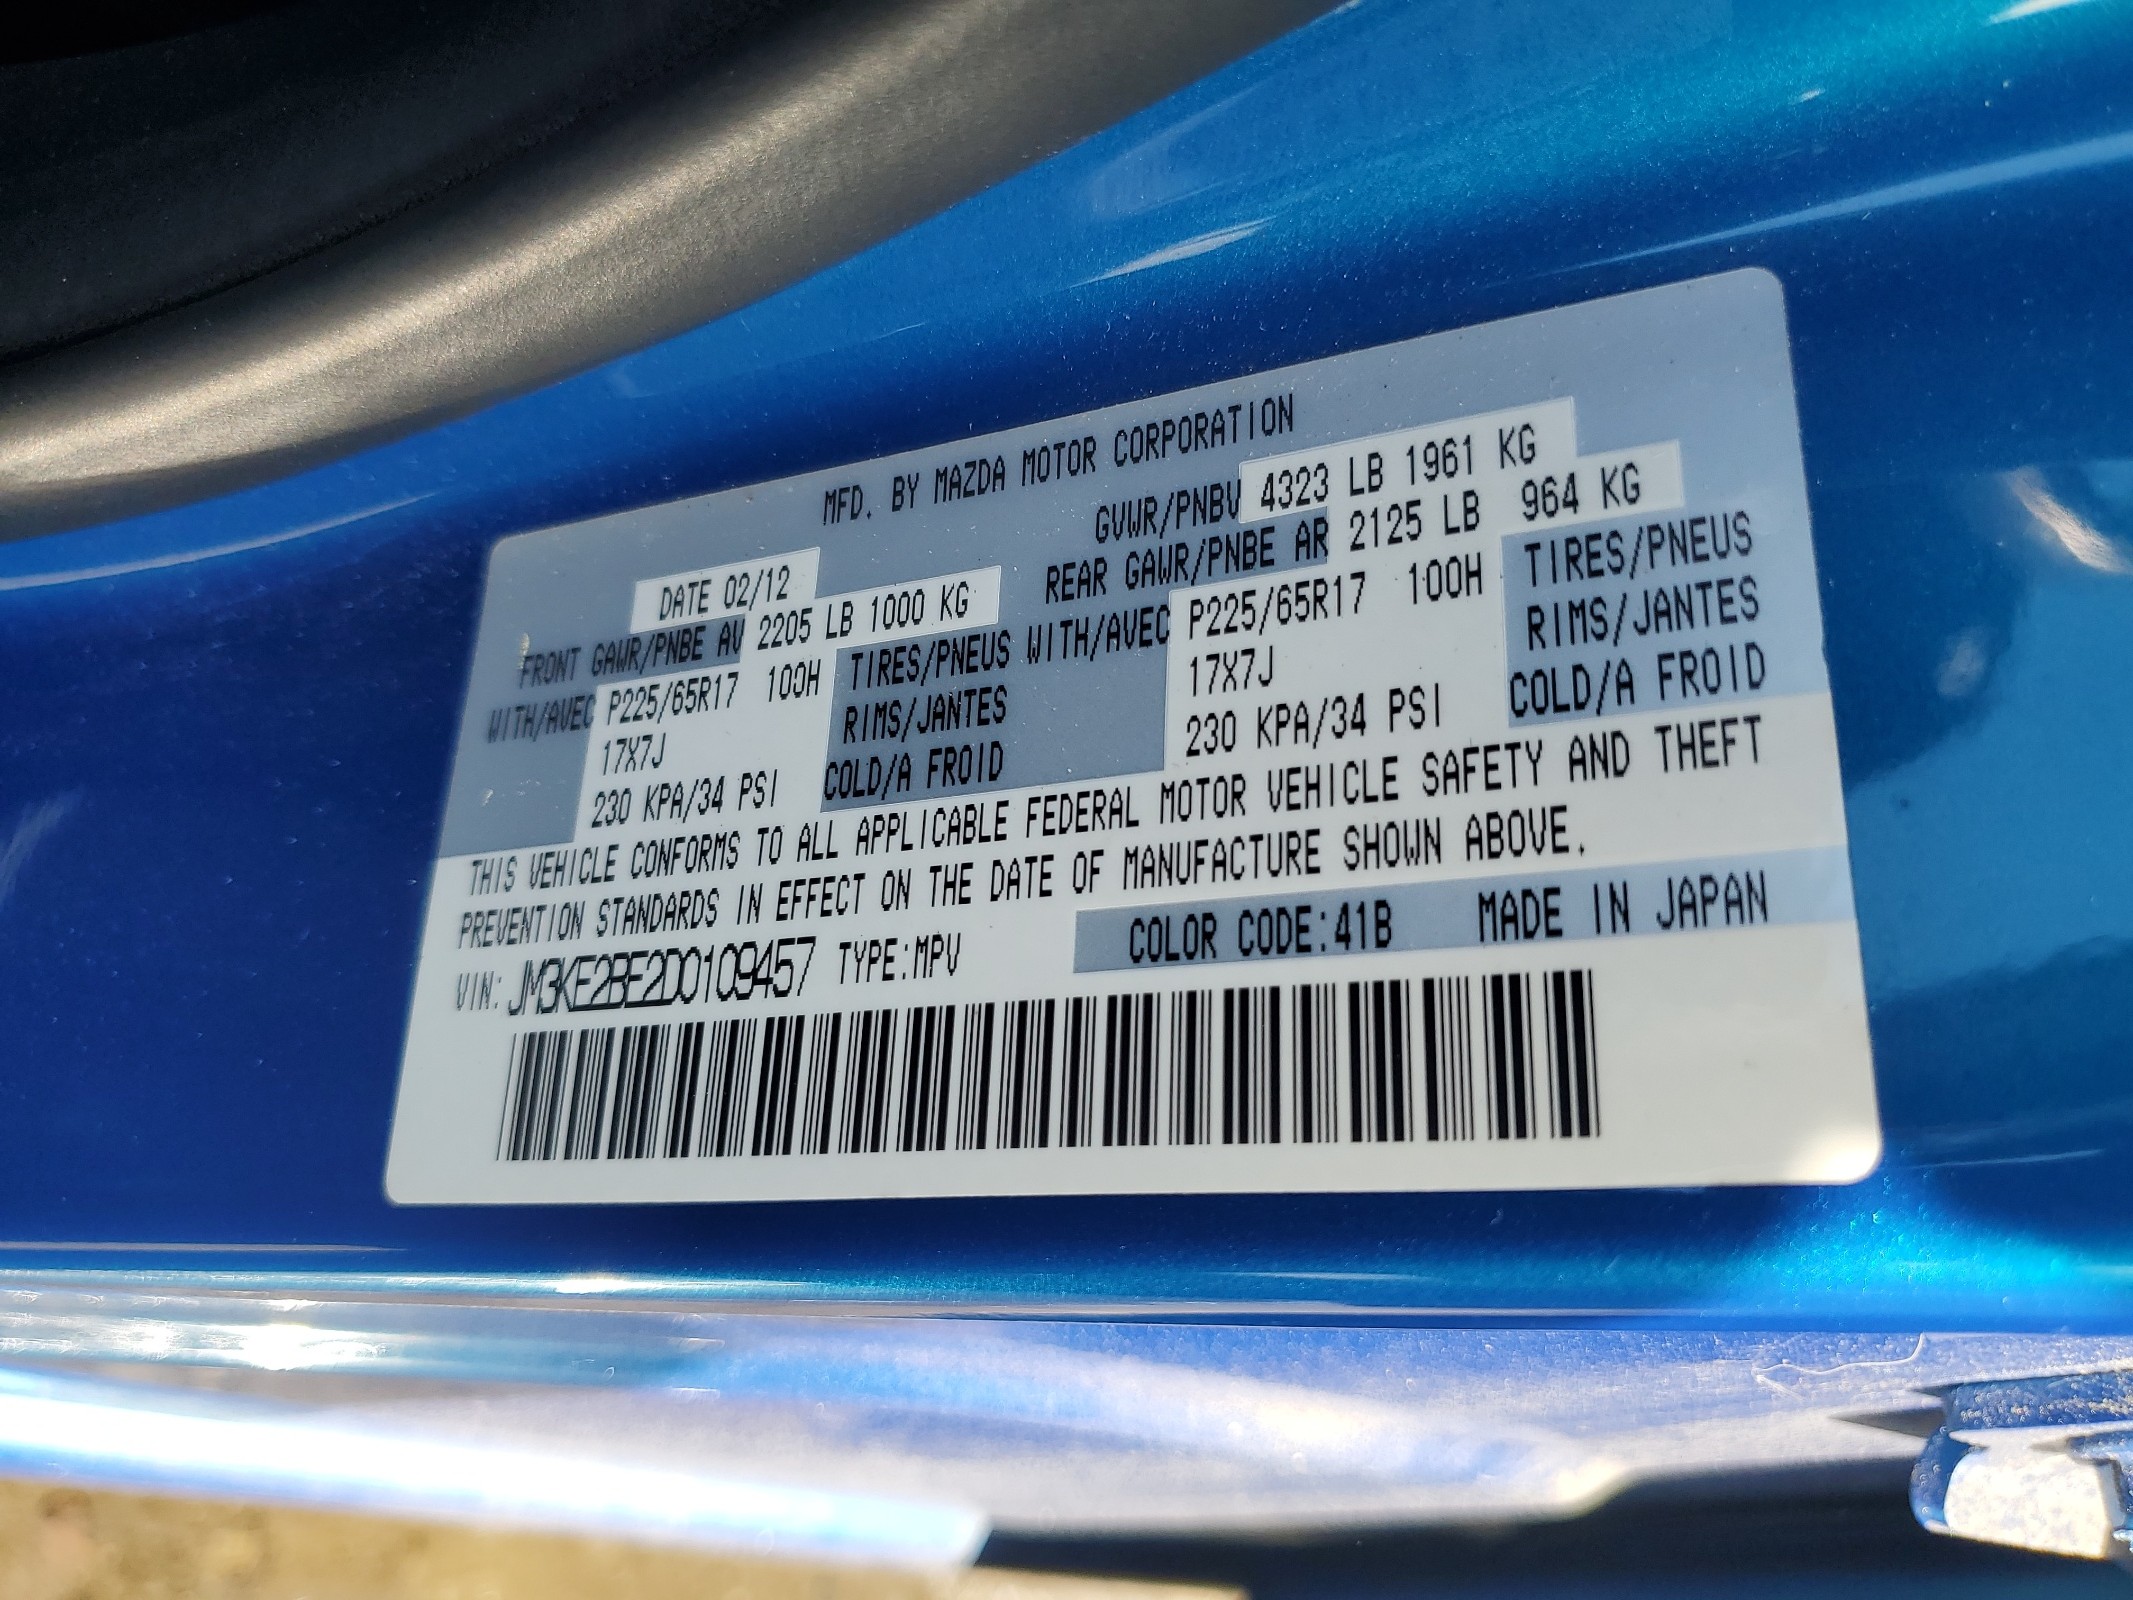 MFD. BY MAZDA MOTOR CORPORATION
DATE 02/12 GVWR/PNBV 4323 LB 1961 KG
FRONT GAWR/PNBE AV 2205 LB 1000 KG REAR GAWR/PNBE AR 2125 LB 964 KG
WITH/AVEC P225/65R17 100H TIRES/PNEUS WITH/AVEC P225/65R17 100H TIRES/PNEUS
17X7J RIMS/JANTES 17X7J RIMS/JANTES
230 KPA/34 PSI COLD/A FROID 230 KPA/34 PSI COLD/A FROID
THIS VEHICLE CONFORMS TO ALL APPLICABLE FEDERAL MOTOR VEHICLE SAFETY AND THEFT
PREVENTION STANDARDS IN EFFECT ON THE DATE OF MANUFACTURE SHOWN ABOVE.
VIN: JM3KE2BE2D0109457 TYPE:MPV COLOR CODE:41B MADE IN JAPAN